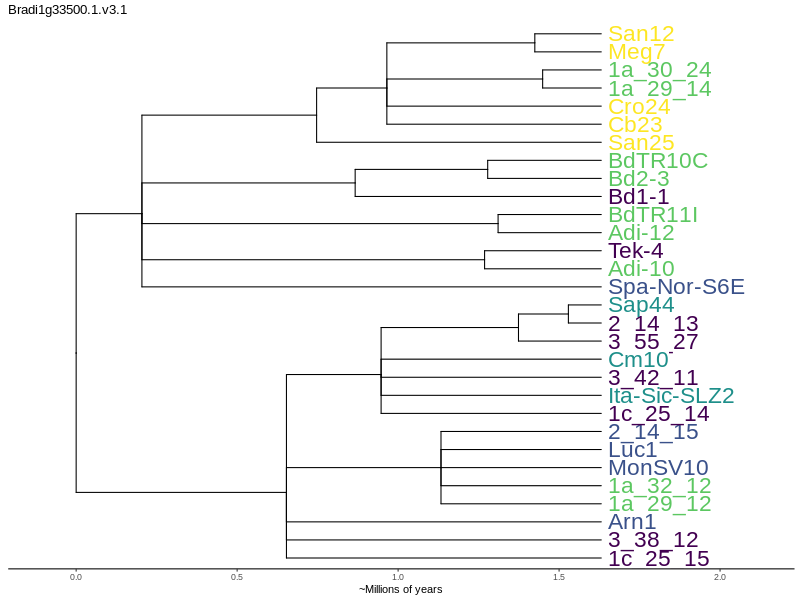 Bradi1g33500.1.v3.1
San12
Meg7
1a_30_24
1a_29_14
Cro24
Cb23
San25
BdTR10C
Bd2-3
Bd1-1
BdTR11I
Adi-12
Tek-4
Adi-10
Spa-Nor-S6E
Sap44
2_14_13
3_55_27
Cm10
3_42_11
Ita-Sic-SLZ2
1c_25_14
2_14_15
Luc1
MonSV10
1a_32_12
1a_29_12
Arn1
3_38_12
1c_25_15
0.0 0.5 1.0 1.5 2.0
~Millions of years